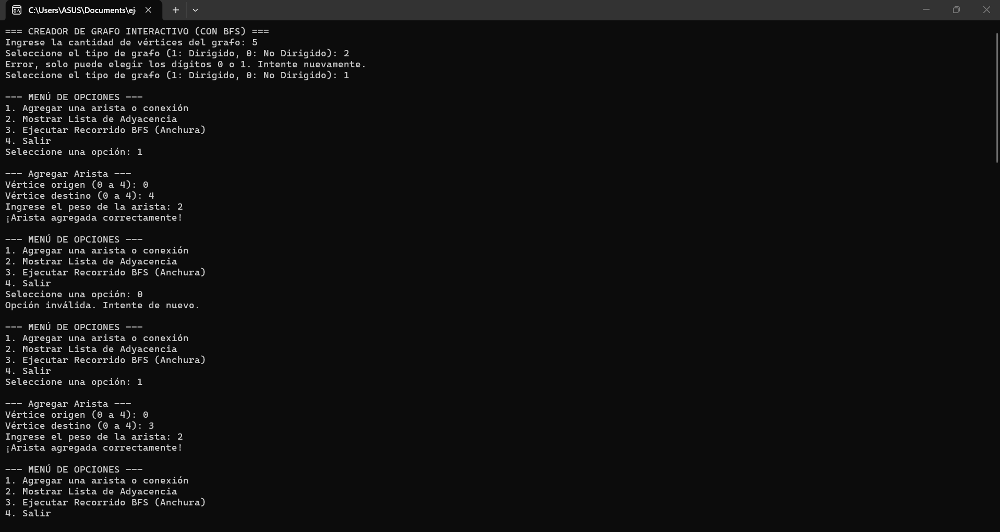 C:\Users\ASUS\Documents\ej
=== CREADOR DE GRAFO INTERACTIVO (CON BFS) ===
Ingrese la cantidad de vértices del grafo: 5
Seleccione el tipo de grafo (1: Dirigido, 0: No Dirigido): 2
Error, solo puede elegir los dígitos 0 o 1. Intente nuevamente.
Seleccione el tipo de grafo (1: Dirigido, 0: No Dirigido): 1
--- MENÚ DE OPCIONES ---
1. Agregar una arista o conexión
2. Mostrar Lista de Adyacencia
3. Ejecutar Recorrido BFS (Anchura)
4. Salir
Seleccione una opción: 1
--- Agregar Arista ---
Vértice origen (0 a 4): 0
Vértice destino (0 a 4): 4
Ingrese el peso de la arista: 2
¡Arista agregada correctamente!
--- MENÚ DE OPCIONES ---
1. Agregar una arista o conexión
2. Mostrar Lista de Adyacencia
3. Ejecutar Recorrido BFS (Anchura)
4. Salir
Seleccione una opción: 0
Opción inválida. Intente de nuevo.
--- MENÚ DE OPCIONES ---
1. Agregar una arista o conexión
2. Mostrar Lista de Adyacencia
3. Ejecutar Recorrido BFS (Anchura)
4. Salir
Seleccione una opción: 1
--- Agregar Arista ---
Vértice origen (0 a 4): 0
Vértice destino (0 a 4): 3
Ingrese el peso de la arista: 2
¡Arista agregada correctamente!
--- MENÚ DE OPCIONES ---
1. Agregar una arista o conexión
2. Mostrar Lista de Adyacencia
3. Ejecutar Recorrido BFS (Anchura)
4. Salir